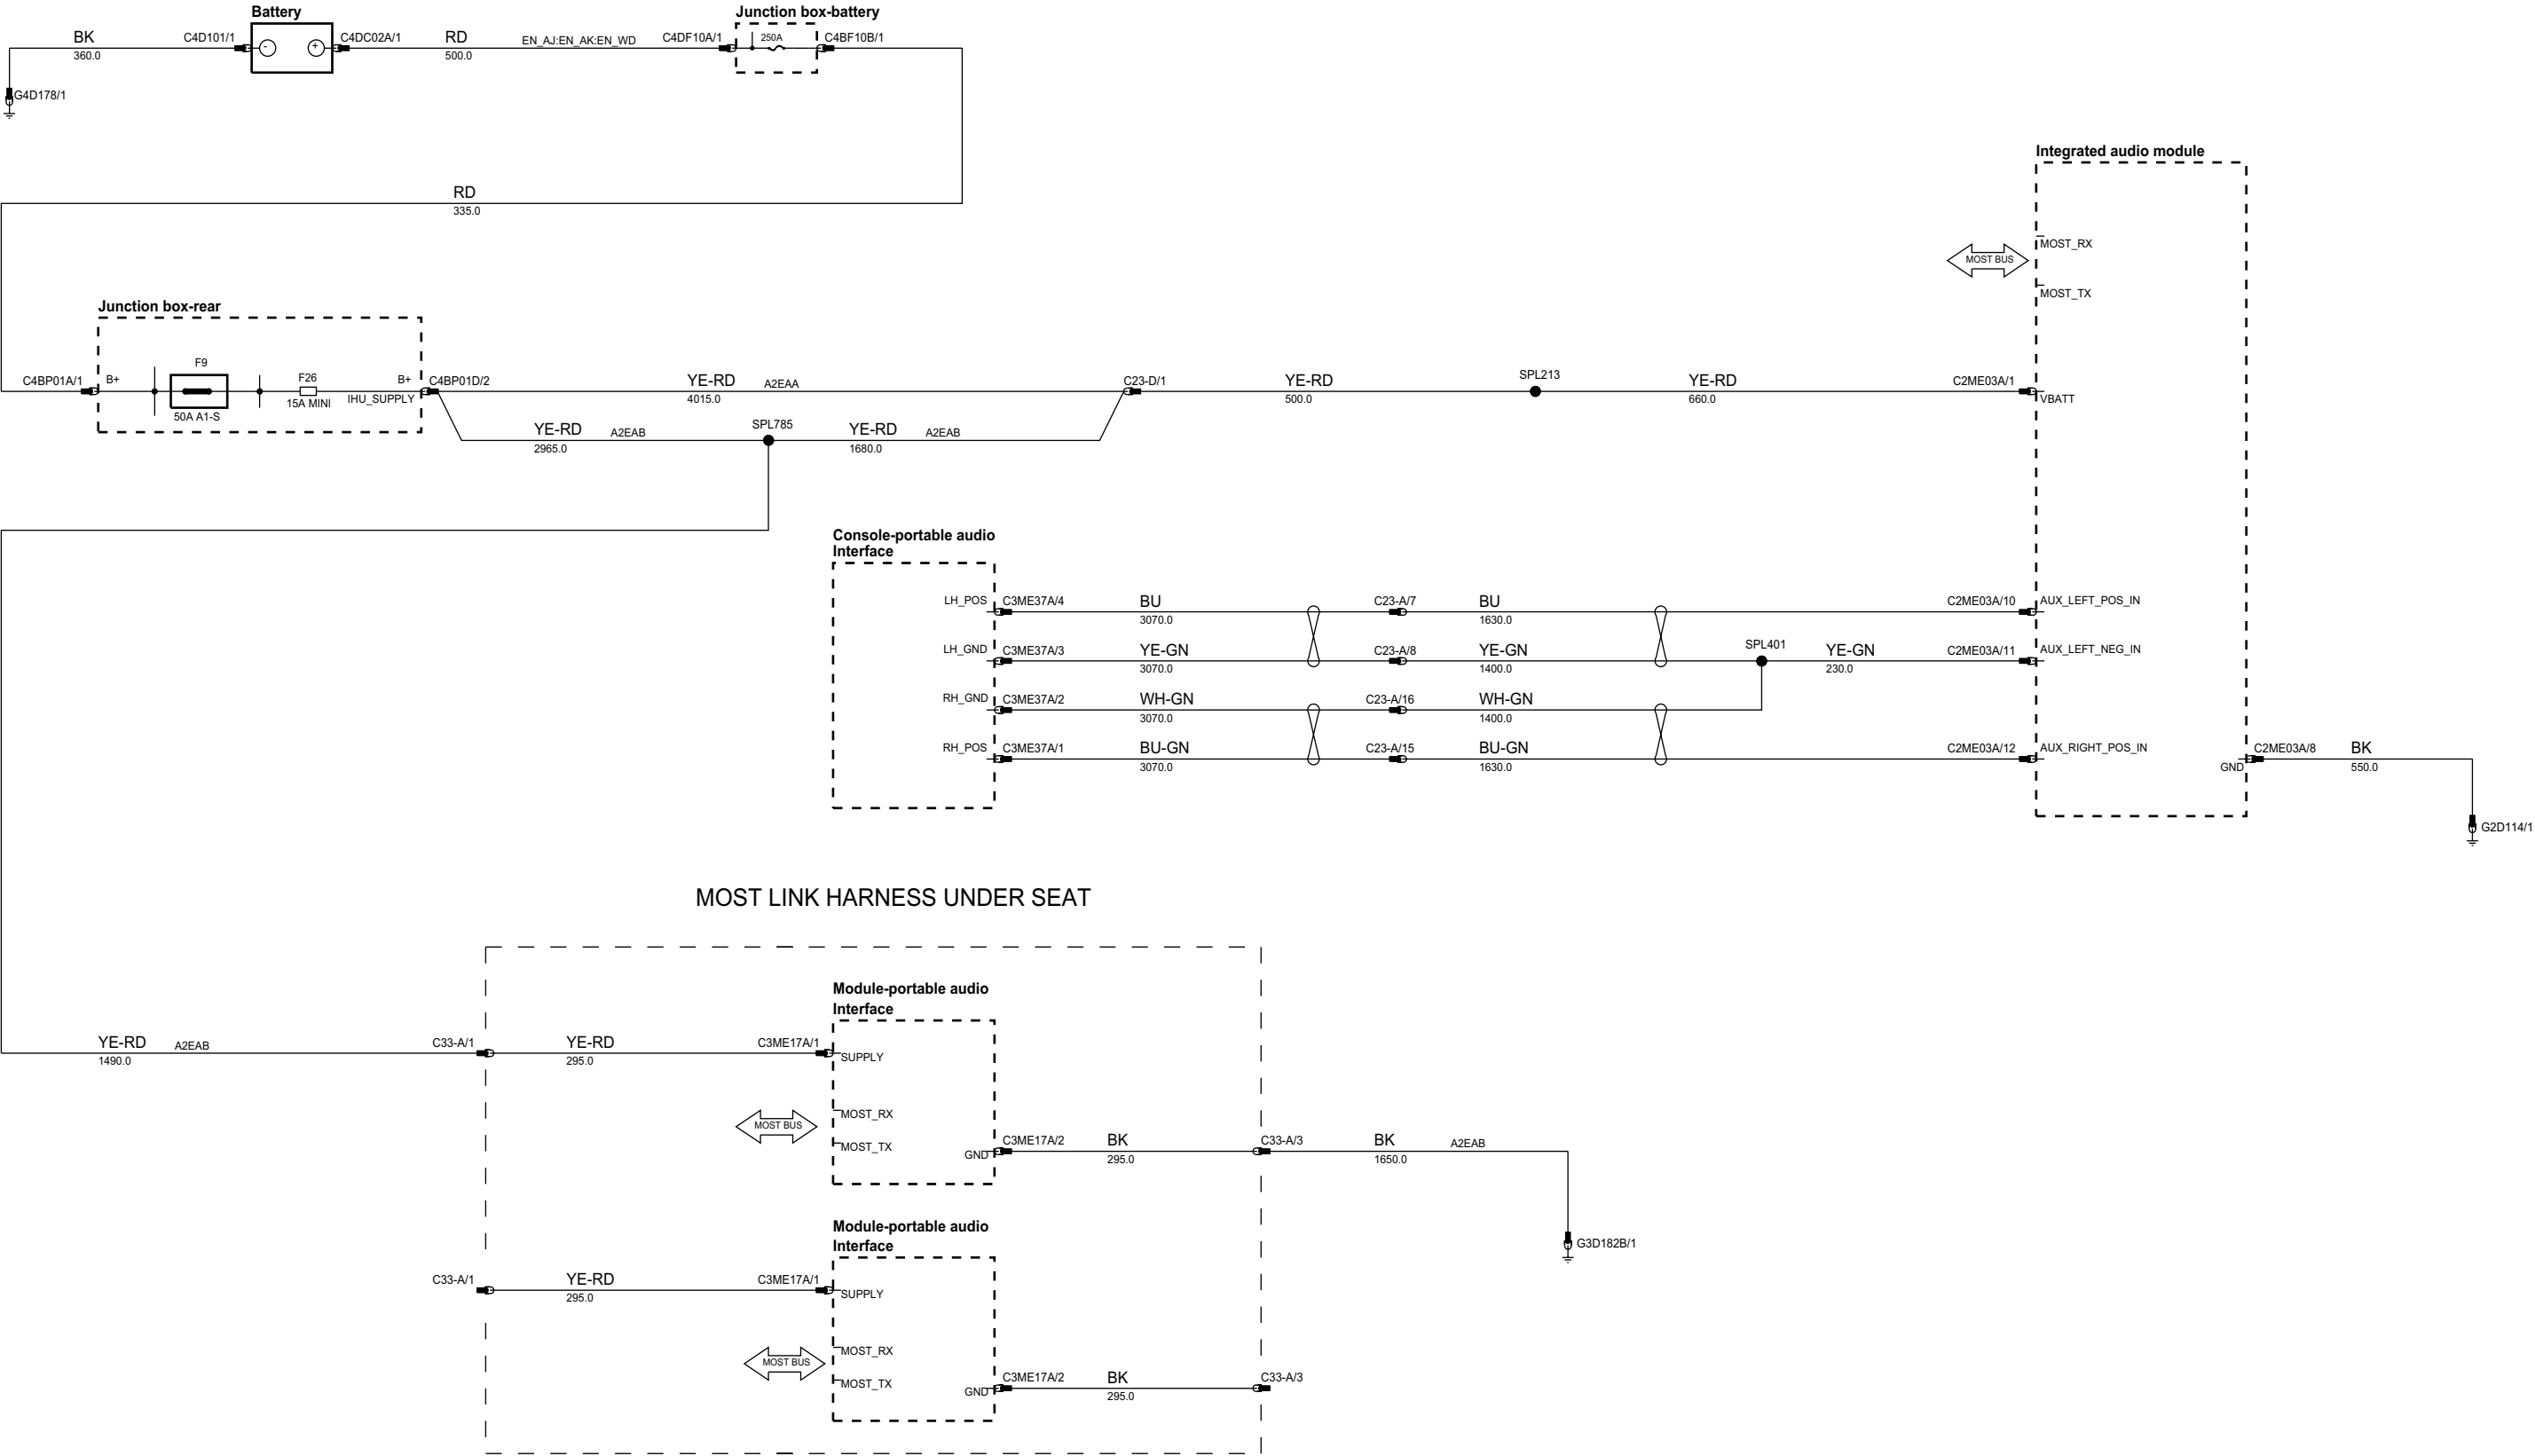 Battery
Junction box-battery
BK
360.0
C4D101/1
-
+
C4DC02A/1
RD
500.0
EN_AJ:EN_AK:EN_WD
C4DF10A/1
250A
C4BF10B/1
G4D178/1
RD
335.0
Integrated audio module
MOST_RX
MOST BUS
MOST_TX
Junction box-rear
C4BP01A/1
B+
F9
50A A1-S
F26
15A MINI
B+
IHU_SUPPLY
C4BP01D/2
YE-RD
A2EAA
4015.0
C23-D/1
YE-RD
500.0
SPL213
YE-RD
660.0
C2ME03A/1
VBATT
YE-RD
A2EAB
2965.0
SPL785
YE-RD
A2EAB
1680.0
Console-portable audio
Interface
LH_POS
C3ME37A/4
BU
3070.0
C23-A/7
BU
1630.0
C2ME03A/10
AUX_LEFT_POS_IN
LH_GND
C3ME37A/3
YE-GN
3070.0
C23-A/8
YE-GN
1400.0
SPL401
YE-GN
230.0
C2ME03A/11
AUX_LEFT_NEG_IN
RH_GND
C3ME37A/2
WH-GN
3070.0
C23-A/16
WH-GN
1400.0
RH_POS
C3ME37A/1
BU-GN
3070.0
C23-A/15
BU-GN
1630.0
C2ME03A/12
AUX_RIGHT_POS_IN
GND
C2ME03A/8
BK
550.0
G2D114/1
MOST LINK HARNESS UNDER SEAT
Module-portable audio
Interface
YE-RD
A2EAB
1490.0
C33-A/1
YE-RD
295.0
C3ME17A/1
SUPPLY
MOST_RX
MOST BUS
MOST_TX
GND
C3ME17A/2
BK
295.0
C33-A/3
BK
A2EAB
1650.0
G3D182B/1
Module-portable audio
Interface
C33-A/1
YE-RD
295.0
C3ME17A/1
SUPPLY
MOST_RX
MOST BUS
MOST_TX
GND
C3ME17A/2
BK
295.0
C33-A/3